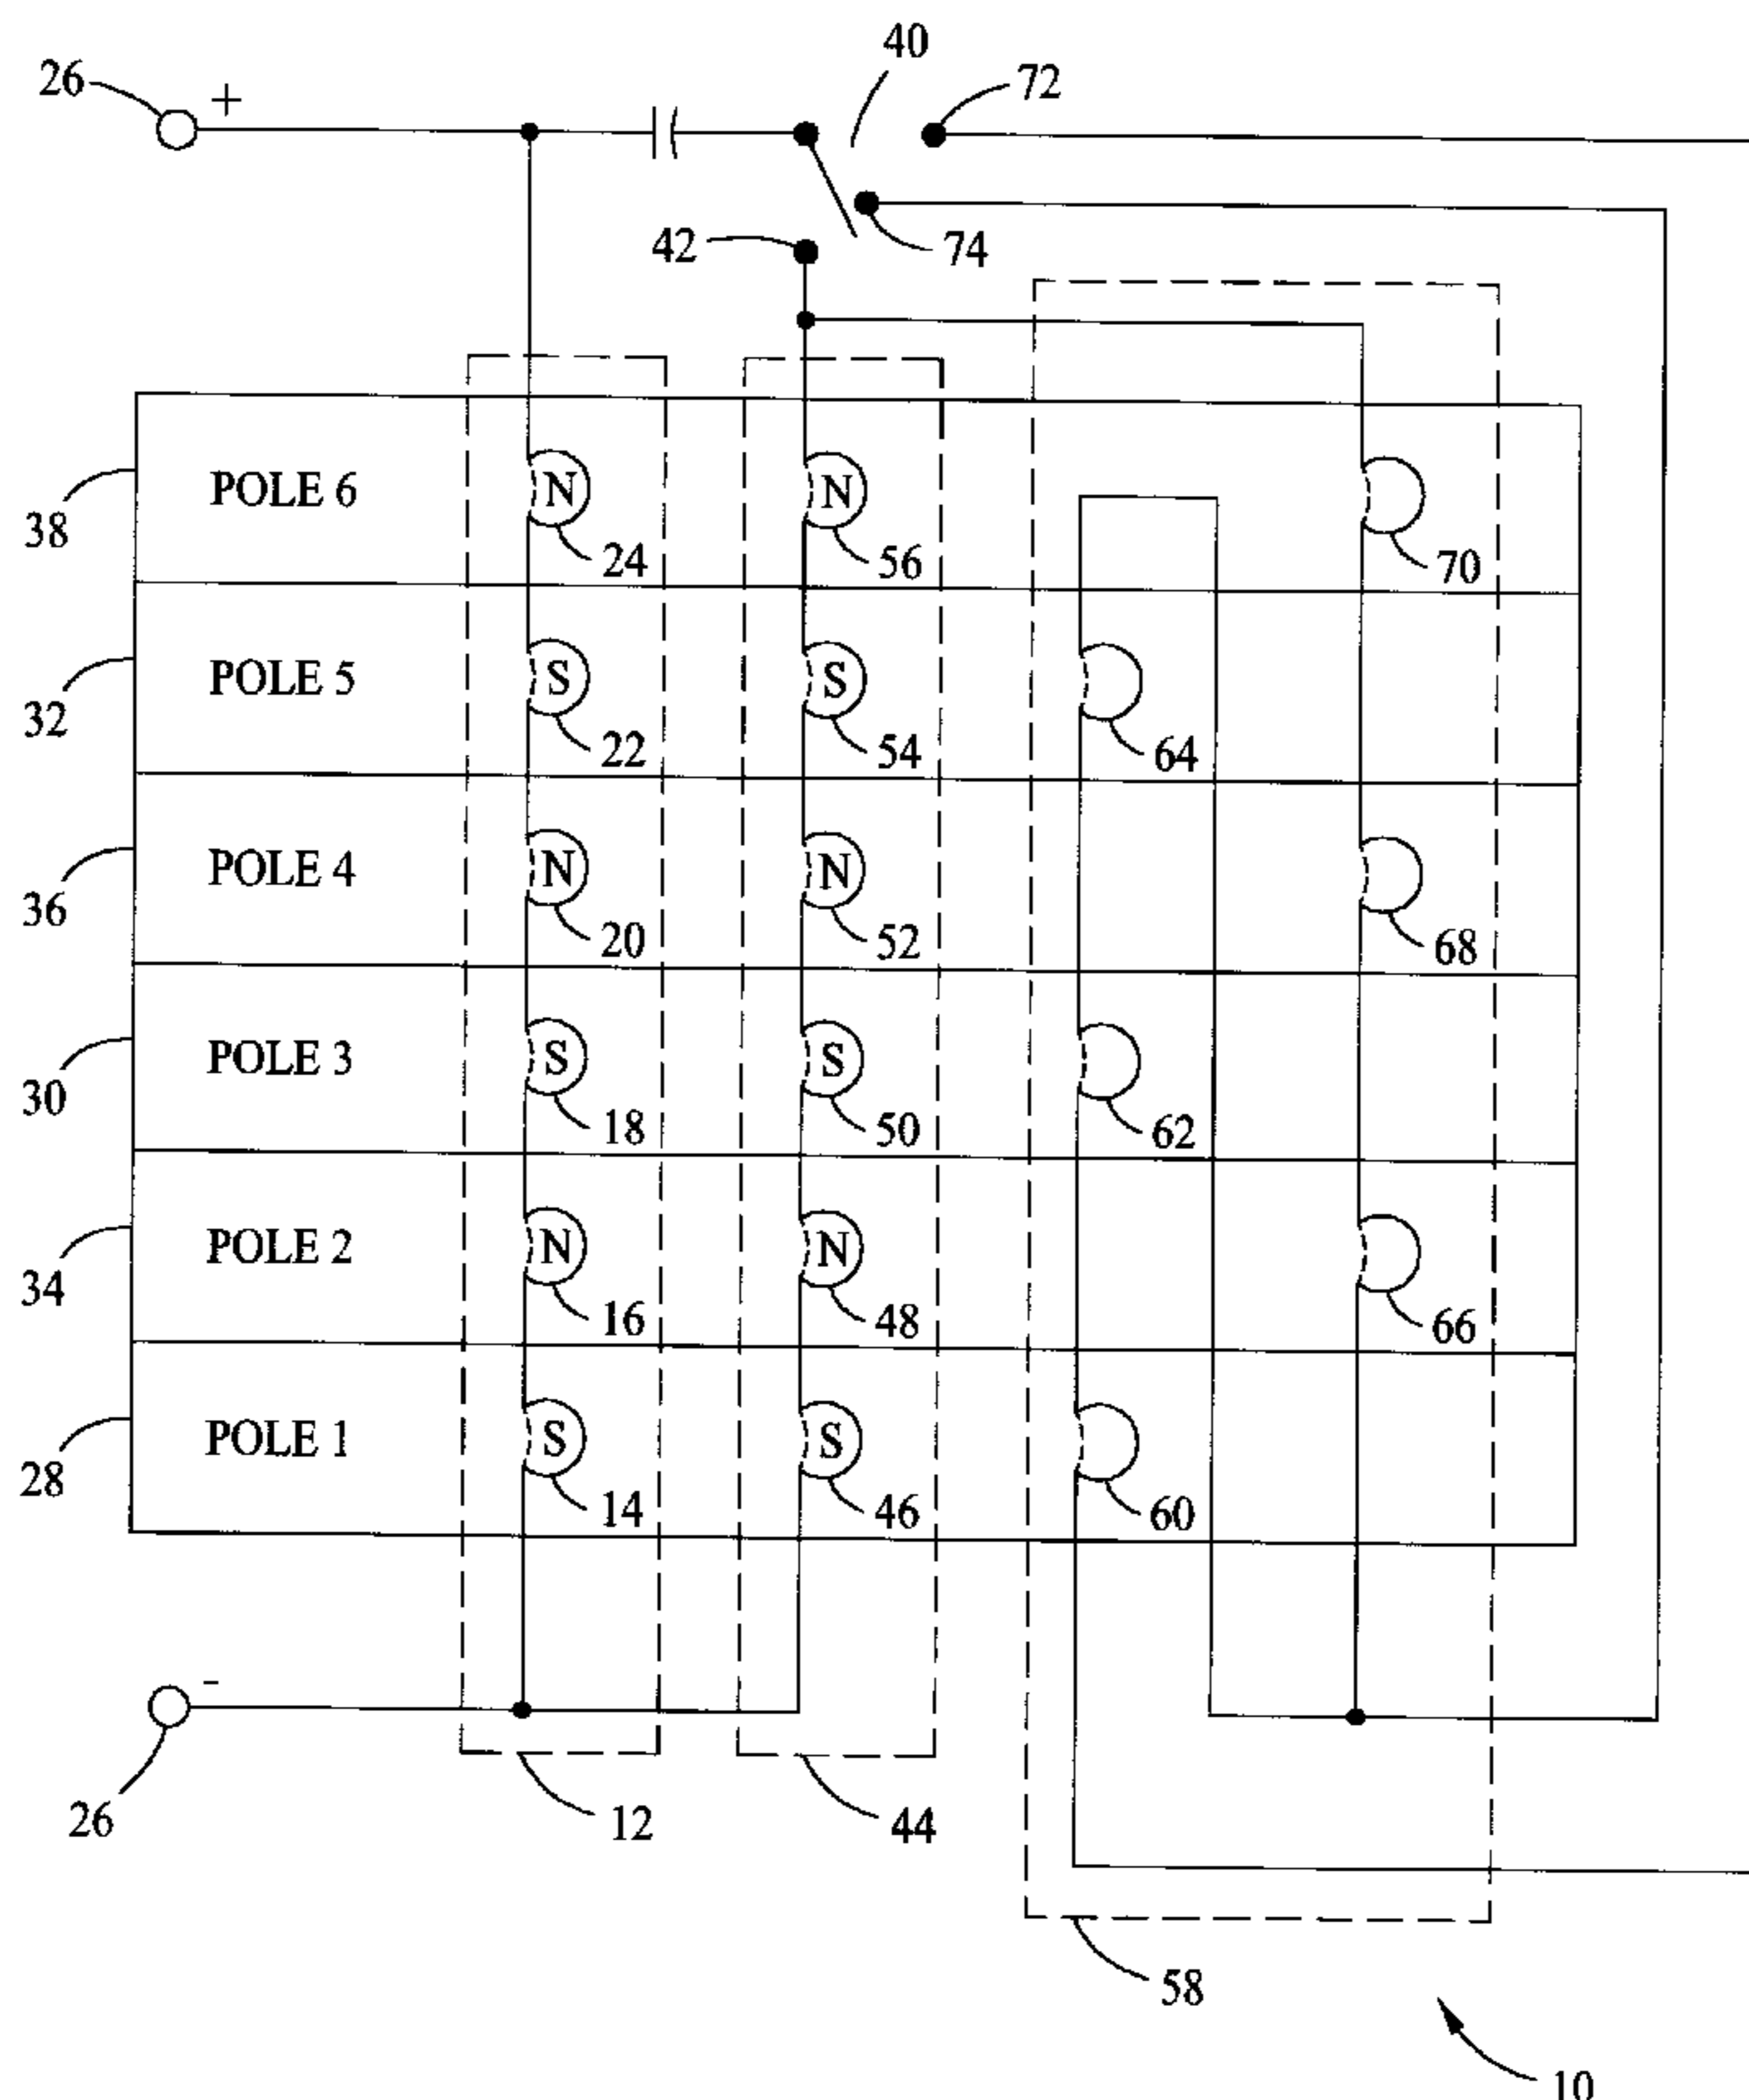 40
26 + 72
42 74
POLE 6 N N
38 24 56 70
POLE 5 S S
32 22 54 64
POLE 4 N N
36 20 52 68
POLE 3 S S
30 18 50 62
POLE 2 N N
34 16 48 66
POLE 1 S S
28 14 46 60
-
26 12 44
58
10